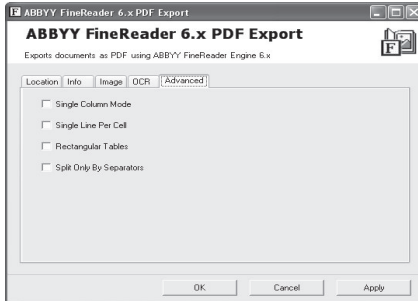 ABBYY FineReader 6.x PDF Export
ABBYY FineReader 6.x PDF Export
Exports documents as PDF using ABBYY FineReader Engine 6.x
Location Info Image OCR Advanced
Single Column Mode
Single Line Per Cell
Rectangular Tables
Split Only By Separators
OK Cancel Apply